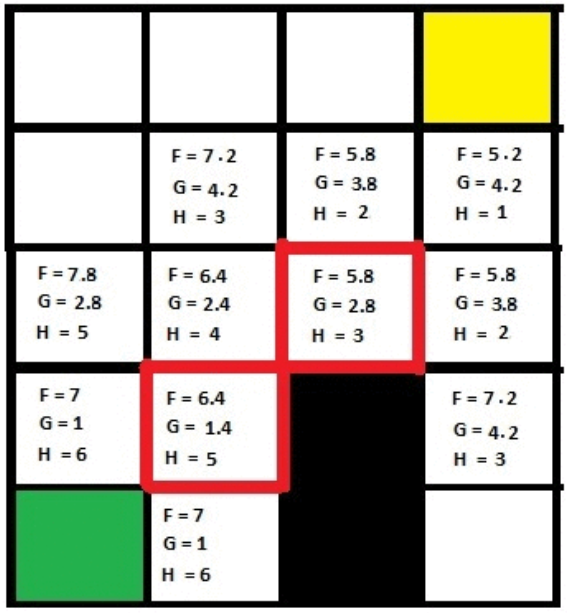 F = 7.2
G = 4.2
H = 3
F = 5.8
G = 3.8
H = 2
F = 5.2
G = 4.2
H = 1
F = 7.8
G = 2.8
H = 5
F = 6.4
G = 2.4
H = 4
F = 5.8
G = 2.8
H = 3
F = 5.8
G = 3.8
H = 2
F = 7
G = 1
H = 6
F = 6.4
G = 1.4
H = 5
F = 7.2
G = 4.2
H = 3
F = 7
G = 1
H = 6